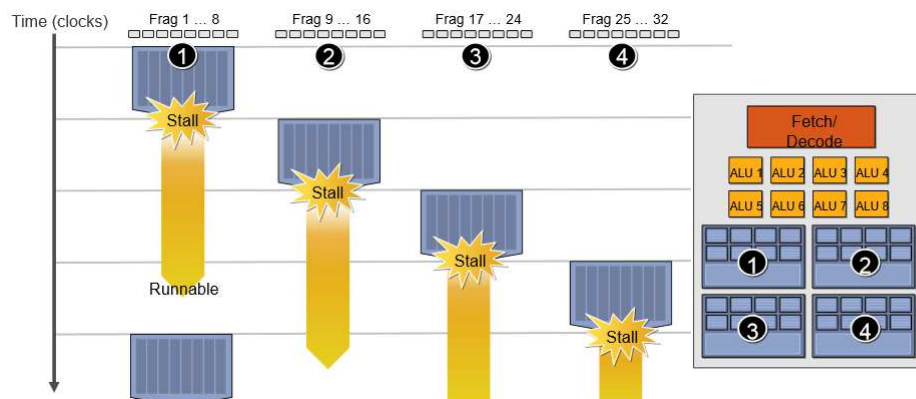 Time (clocks)
Frag 1 … 8
Frag 9 … 16
Frag 17 … 24
Frag 25 … 32
1
2
3
4
Stall
Stall
Stall
Stall
Runnable
Fetch/
Decode
ALU 1 ALU 2 ALU 3 ALU 4
ALU 5 ALU 6 ALU 7 ALU 8
1
2
3
4